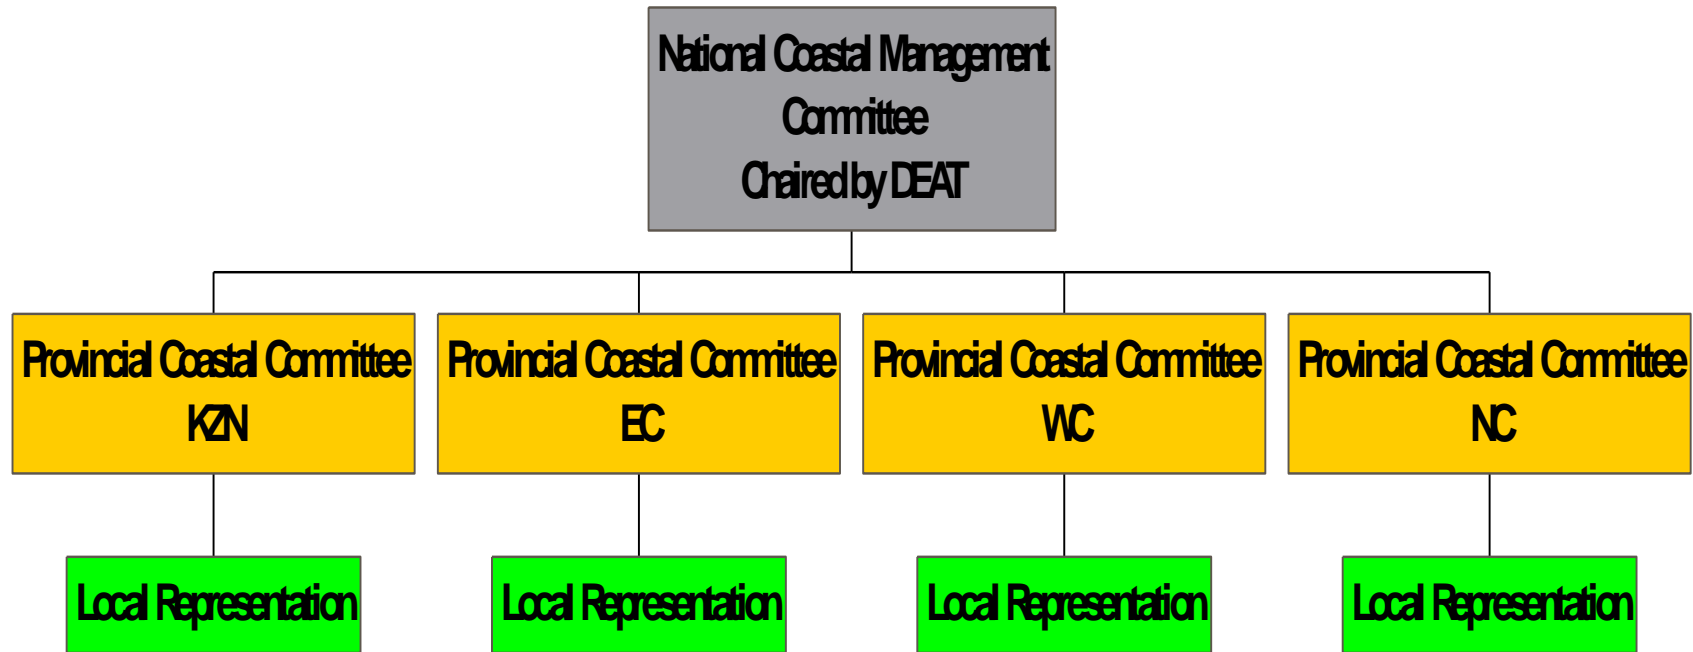 National Coastal Management
Committee
Chaired by DEAT
Provincial Coastal Committee
KZN
Provincial Coastal Committee
EC
Provincial Coastal Committee
WC
Provincial Coastal Committee
NC
Local Representation
Local Representation
Local Representation
Local Representation